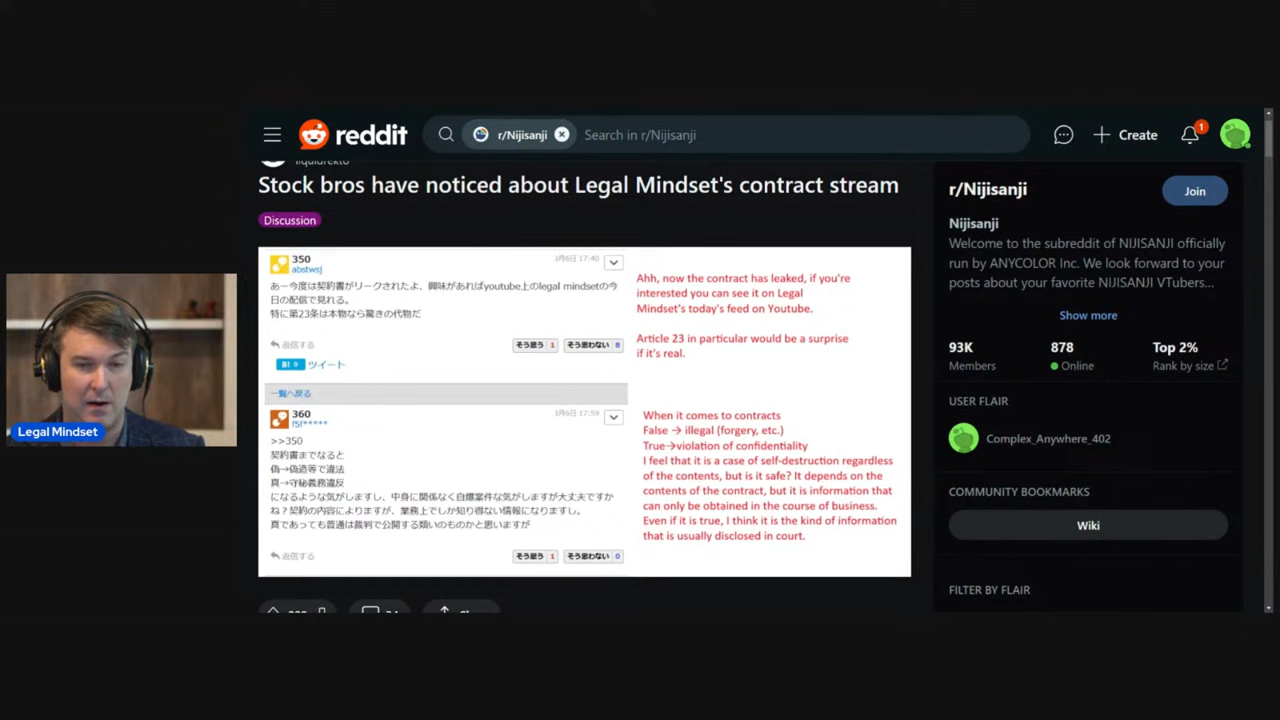 reddit
r/Nijisanji
Search in r/Nijisanji
Create
1
Stock bros have noticed about Legal Mindset's contract stream
Discussion
350
abstwsj
3月6日 17:40
あー今度は契約書がリークされたよ、興味があればyoutube上のlegal mindsetの今
日の配信で見れる。
特に第23条は本物なら驚きの代物だ
返信する
そう思う 1
そう思わない 8
B! 0
ツイート
Ahh, now the contract has leaked, if you're
interested you can see it on Legal
Mindset's today's feed on Youtube.
Article 23 in particular would be a surprise
if it's real.
一覧へ戻る
360
f5f*****
3月6日 17:59
>>350
契約書までなると
偽→偽造等で違法
真→守秘義務違反
になるような気がしますし、中身に関係なく自爆案件な気がしますが大丈夫ですか
ね？契約の内容によりますが、業務上でしか知り得ない情報になりますし。
真であっても普通は裁判で公開する類いのものかと思いますが
返信する
そう思う 1
そう思わない 0
When it comes to contracts
False → illegal (forgery, etc.)
True→violation of confidentiality
I feel that it is a case of self-destruction regardless
of the contents, but is it safe? It depends on the
contents of the contract, but it is information that
can only be obtained in the course of business.
Even if it is true, I think it is the kind of information
that is usually disclosed in court.
r/Nijisanji
Join
Nijisanji
Welcome to the subreddit of NIJISANJI officially
run by ANYCOLOR Inc. We look forward to your
posts about your favorite NIJISANJI VTubers...
Show more
93K
878
Top 2%
Members
Online
Rank by size
USER FLAIR
Complex_Anywhere_402
COMMUNITY BOOKMARKS
Wiki
FILTER BY FLAIR
Legal Mindset